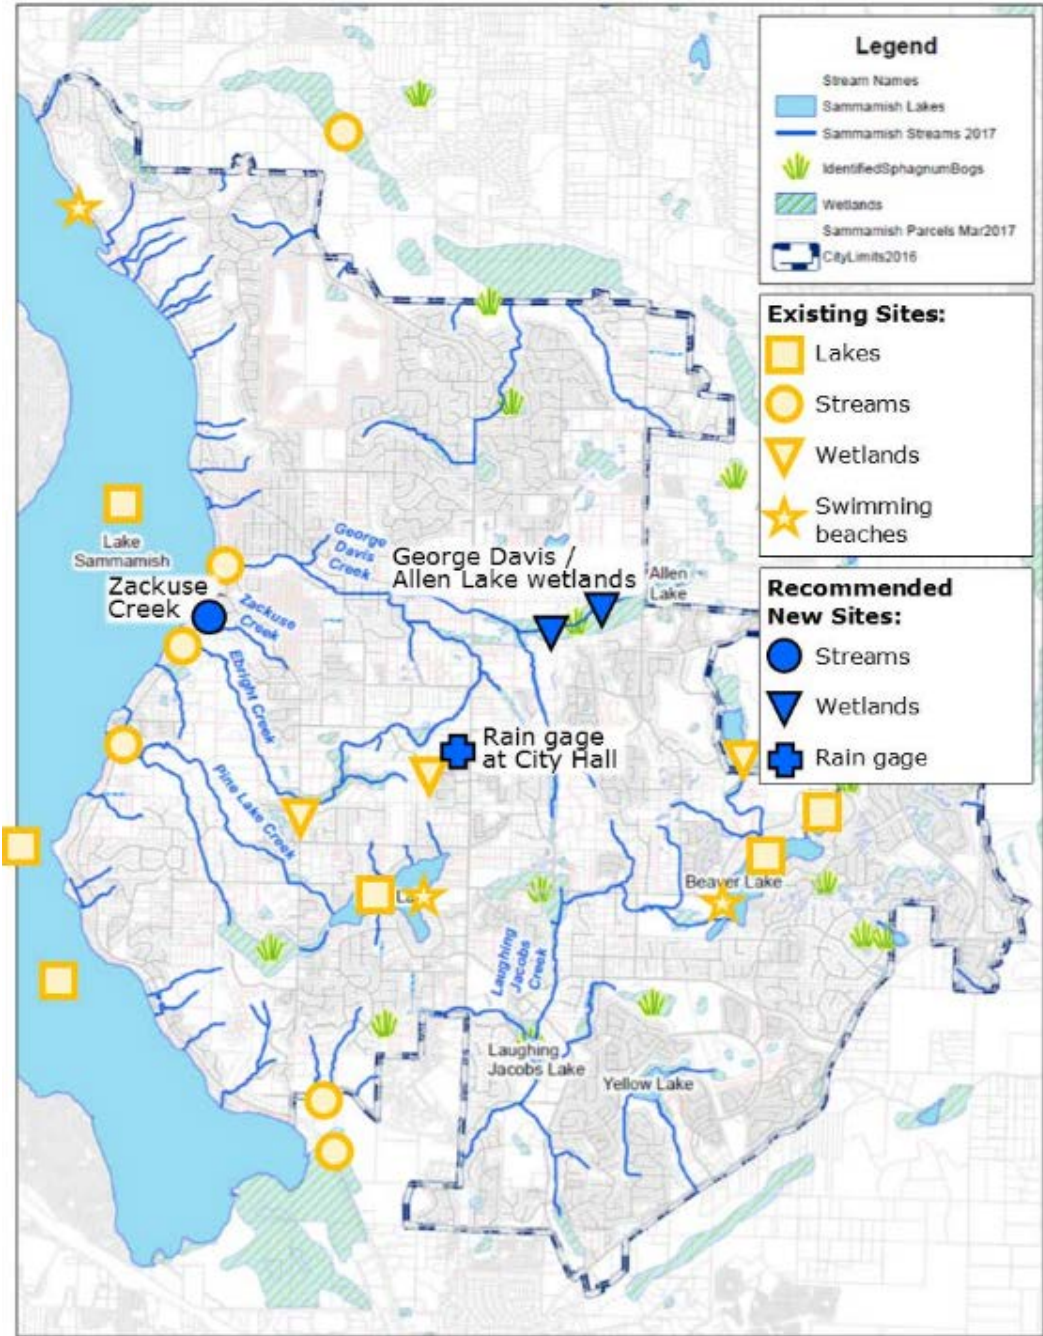 Legend
Stream Names
Sammamish Lakes
Sammamish Streams 2017
IdentifiedSphagnumBogs
Wetlands
Sammamish Parcels Mar2017
CityLimits2016
Existing Sites:
Lakes
Streams
Wetlands
Swimming
beaches
Recommended
New Sites:
Streams
Wetlands
Rain gage
Lake
Sammamish
George
Davis
Creek
George Davis /
Allen Lake wetlands
Allen
Lake
Zackuse
Creek
Zackuse
Creek
Ebright Creek
Rain gage
at City Hall
Pine Lake Creek
La
Beaver Lake
Laughing
Jacobs
Creek
Laughing
Jacobs Lake
Yellow Lake